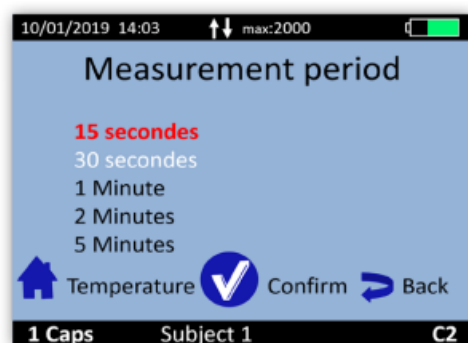 10/01/2019 14:03 max:2000
Measurement period
15 secondes
30 secondes
1 Minute
2 Minutes
5 Minutes
Temperature Confirm Back
1 Caps Subject 1 C2